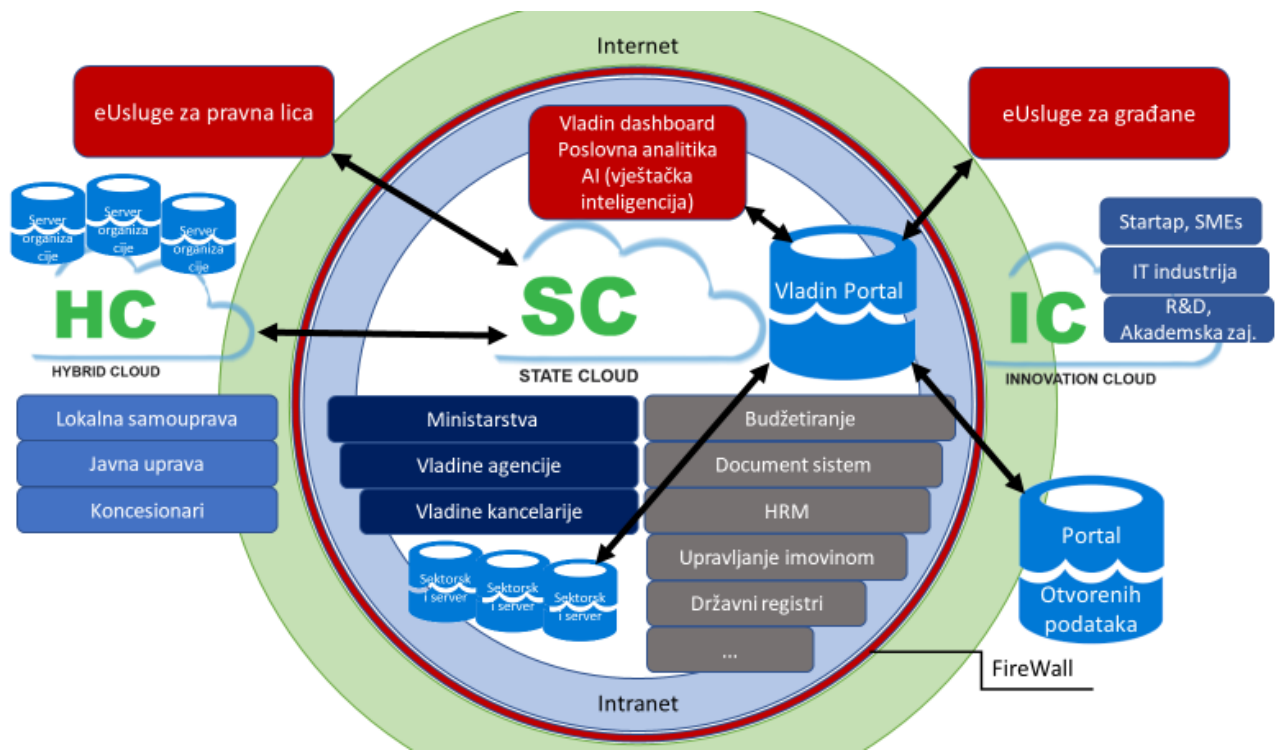 Internet
eUsluge za pravna lica
Vladin dashboard
Poslovna analitika
AI (vještačka
inteligencija)
eUsluge za građane
Server
organiza
cije
Server
organiza
cije
Server
organiza
cije
HC
HYBRID CLOUD
SC
STATE CLOUD
Vladin Portal
IC
INNOVATION CLOUD
Startap, SMEs
IT industrija
R&D,
Akademska zaj.
Lokalna samouprava
Javna uprava
Koncesionari
Ministarstva
Vladine agencije
Vladine kancelarije
Sektorsk
i server
Sektorsk
i server
Sektorsk
i server
Budžetiranje
Document sistem
HRM
Upravljanje imovinom
Državni registri
...
Portal
Otvorenih
podataka
FireWall
Intranet